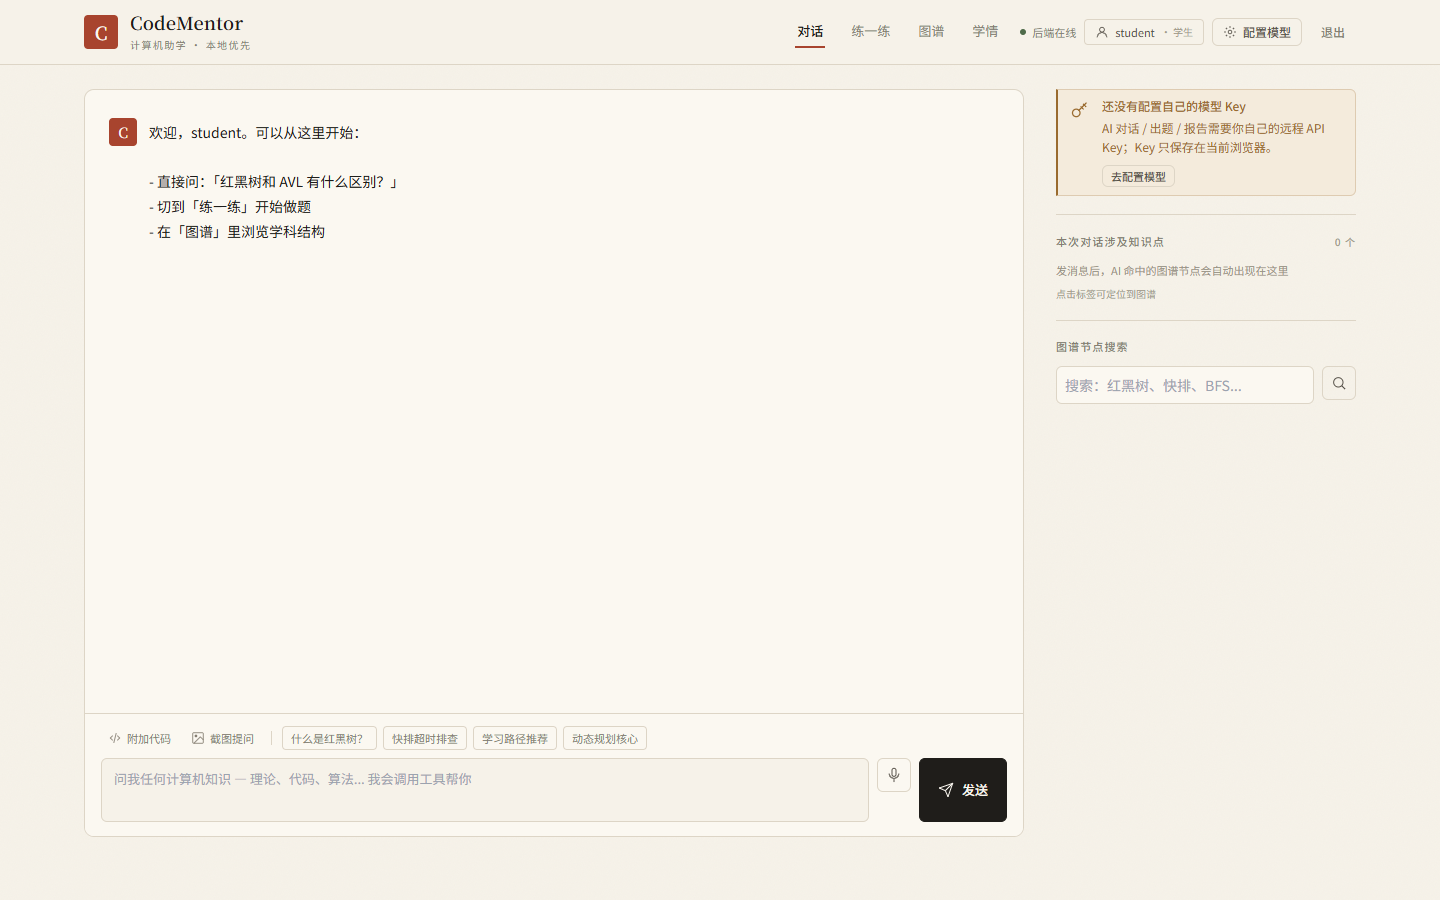 C
CodeMentor
计算机助学 · 本地优先
对话
练一练
图谱
学情
后端在线
student · 学生
配置模型
退出
C
欢迎，student。可以从这里开始：
- 直接问：「红黑树和 AVL 有什么区别？」
- 切到「练一练」开始做题
- 在「图谱」里浏览学科结构
还没有配置自己的模型 Key
AI 对话 / 出题 / 报告需要你自己的远程 API
Key；Key 只保存在当前浏览器。
去配置模型
本次对话涉及知识点
0 个
发消息后，AI 命中的图谱节点会自动出现在这里
点击标签可定位到图谱
图谱节点搜索
搜索：红黑树、快排、BFS...
附加代码
截图提问
什么是红黑树？
快排超时排查
学习路径推荐
动态规划核心
问我任何计算机知识 — 理论、代码、算法... 我会调用工具帮你
发送